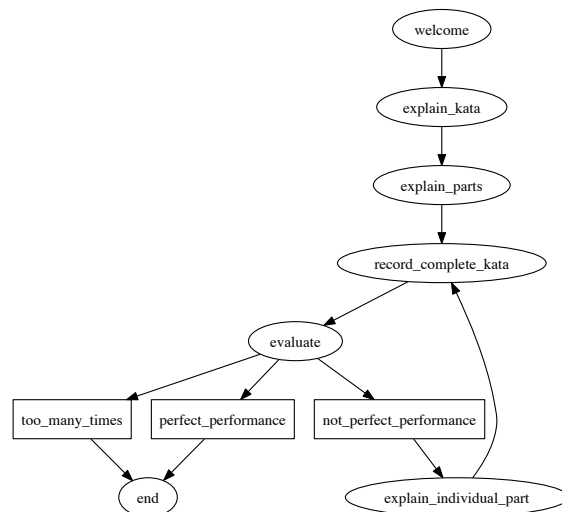 welcome
explain_kata
explain_parts
record_complete_kata
evaluate
too_many_times
perfect_performance
not_perfect_performance
end
explain_individual_part